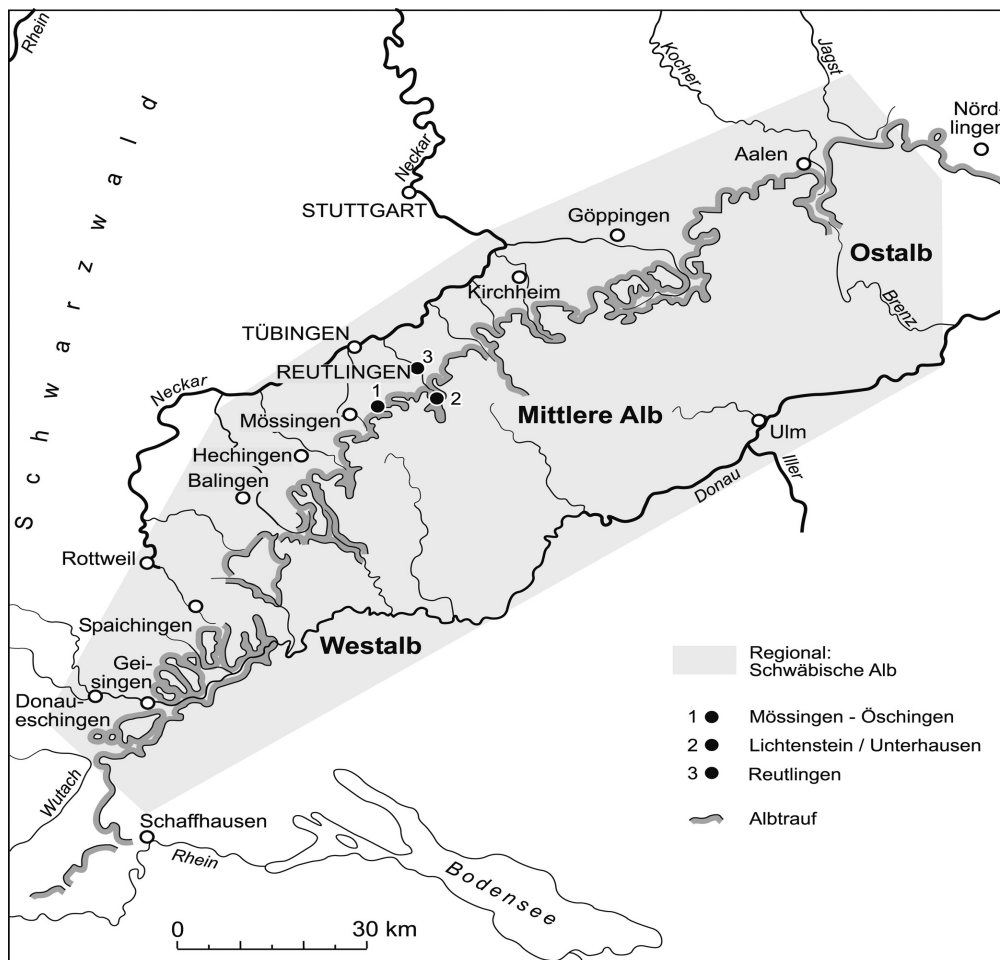 Rhein
Schwarzwald
Neckar
STUTTGART
Kocher
Jagst
Nörd-
lingen
Aalen
Göppingen
Ostalb
Kirchheim
Brenz
TÜBINGEN
REUTLINGEN
3
1
2
Neckar
Mössingen
Mittlere Alb
Ulm
Hechingen
Balingen
Donau
Iller
Rottweil
Spaichingen
Westalb
Gei-
singen
Donau-
eschingen
Wutach
Schaffhausen
Rhein
Bodensee
0 30 km
Regional:
Schwäbische Alb
1 Mössingen - Öschingen
2 Lichtenstein / Unterhausen
3 Reutlingen
Albtrauf